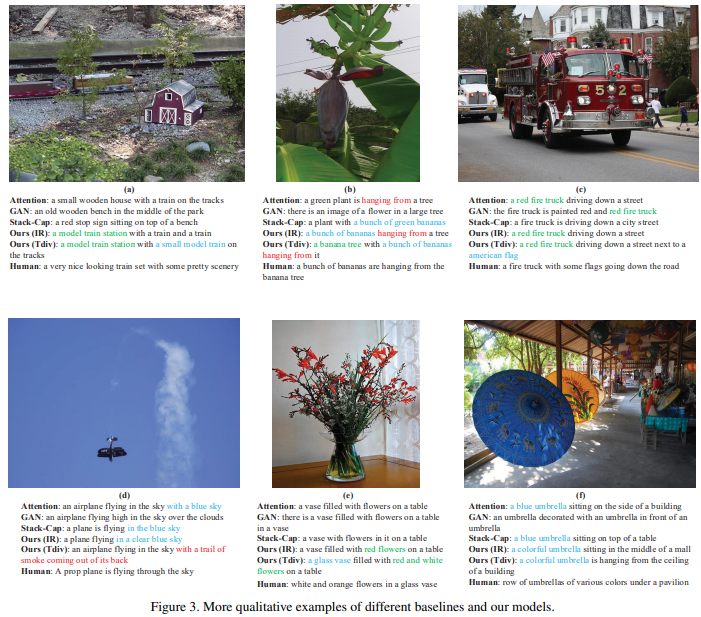 5 2
(a)
Attention: a small wooden house with a train on the tracks
GAN: an old wooden bench in the middle of the park
Stack-Cap: a red stop sign sitting on top of a bench
Ours (IR): a model train station with a train and a train
Ours (Tdiv): a model train station with a small model train on
the tracks
Human: a very nice looking train set with some pretty scenery
(b)
Attention: a green plant is hanging from a tree
GAN: there is an image of a flower in a large tree
Stack-Cap: a plant with a bunch of green bananas
Ours (IR): a bunch of bananas hanging from a tree
Ours (Tdiv): a banana tree with a bunch of bananas
hanging from it
Human: a bunch of bananas are hanging from the
banana tree
(c)
Attention: a red fire truck driving down a street
GAN: the fire truck is painted red and red fire truck
Stack-Cap: a fire truck is driving down a city street
Ours (IR): a red fire truck driving down a street
Ours (Tdiv): a red fire truck driving down a street next to a
american flag
Human: a fire truck with some flags going down the road
(d)
Attention: an airplane flying in the sky with a blue sky
GAN: an airplane flying high in the sky over the clouds
Stack-Cap: a plane is flying in the blue sky
Ours (IR): a plane flying in a clear blue sky
Ours (Tdiv): an airplane flying in the sky with a trail of
smoke coming out of its back
Human: A prop plane is flying through the sky
(e)
Attention: a vase filled with flowers on a table
GAN: there is a vase filled with flowers on a table
in a vase
Stack-Cap: a vase with flowers in it on a table
Ours (IR): a vase filled with red flowers on a table
Ours (Tdiv): a glass vase filled with red and white
flowers on a table
Human: white and orange flowers in a glass vase
(f)
Attention: a blue umbrella sitting on the side of a building
GAN: an umbrella decorated with an umbrella in front of an
umbrella
Stack-Cap: a blue umbrella sitting on top of a table
Ours (IR): a colorful umbrella sitting in the middle of a mall
Ours (Tdiv): a colorful umbrella is hanging from the ceiling
of a building
Human: row of umbrellas of various colors under a pavilion
Figure 3. More qualitative examples of different baselines and our models.